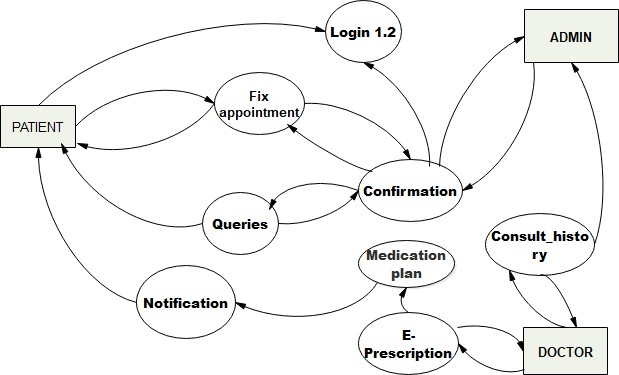 Login 1.2
ADMIN
Fix
appointment
PATIENT
Confirmation
Queries
Consult_histo
ry
Medication
plan
Notification
E-
Prescription
DOCTOR